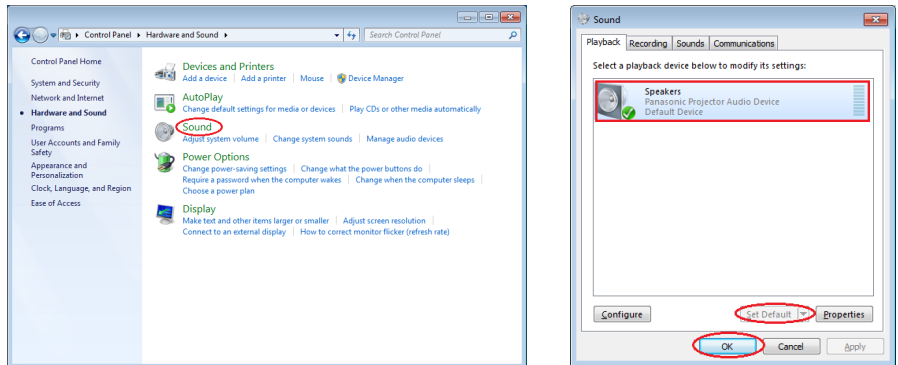 Control Panel ▸ Hardware and Sound ▸
Search Control Panel
Control Panel Home
System and Security
Network and Internet
Hardware and Sound
Programs
User Accounts and Family
Safety
Appearance and
Personalization
Clock, Language, and Region
Ease of Access
Devices and Printers
Add a device | Add a printer | Mouse | Device Manager
AutoPlay
Change default settings for media or devices | Play CDs or other media automatically
Sound
Adjust system volume | Change system sounds | Manage audio devices
Power Options
Change power-saving settings | Change what the power buttons do |
Require a password when the computer wakes | Change when the computer sleeps |
Choose a power plan
Display
Make text and other items larger or smaller | Adjust screen resolution |
Connect to an external display | How to correct monitor flicker (refresh rate)
Sound
Playback Recording Sounds Communications
Select a playback device below to modify its settings:
Speakers
Panasonic Projector Audio Device
Default Device
Configure Set Default Properties
OK Cancel Apply